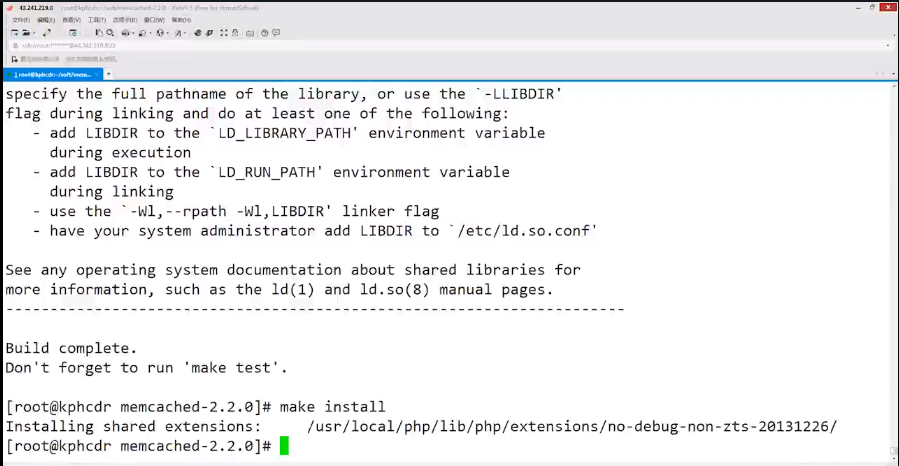 43.241.219.8 root@kphcdr:~/soft/memcached-2.2.0 - Xshell 5 (Free for Home/School)
文件(F) 编辑(E) 查看(V) 工具(T) 选项卡(B) 窗口(W) 帮助(H)
1 root@kphcdr:~/soft/mem...
specify the full pathname of the library, or use the `-LLIBDIR'
flag during linking and do at least one of the following:
- add LIBDIR to the `LD_LIBRARY_PATH' environment variable
during execution
- add LIBDIR to the `LD_RUN_PATH' environment variable
during linking
- use the `-Wl,--rpath -Wl,LIBDIR' linker flag
- have your system administrator add LIBDIR to `/etc/ld.so.conf'
See any operating system documentation about shared libraries for
more information, such as the ld(1) and ld.so(8) manual pages.
----------------------------------------------------------------------
Build complete.
Don't forget to run 'make test'.
[root@kphcdr memcached-2.2.0]# make install
Installing shared extensions: /usr/local/php/lib/php/extensions/no-debug-non-zts-20131226/
[root@kphcdr memcached-2.2.0]#